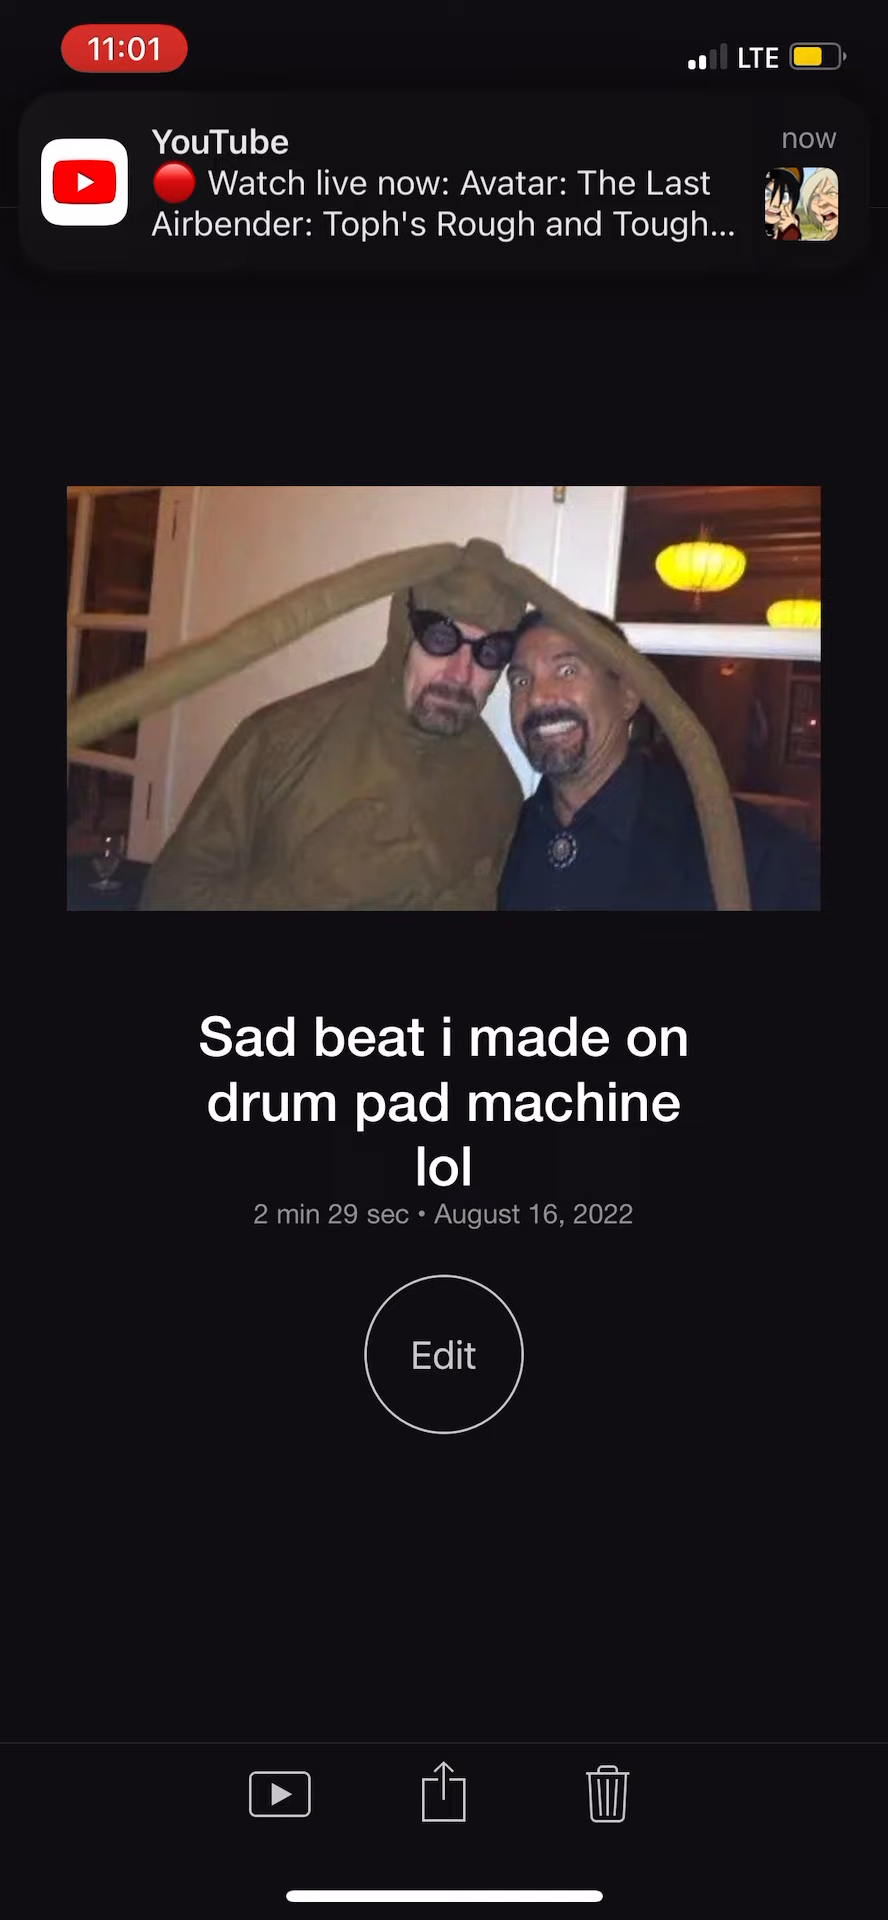 11:01
LTE
YouTube
now
🔴 Watch live now: Avatar: The Last
Airbender: Toph's Rough and Tough...
Sad beat i made on
drum pad machine
lol
2 min 29 sec • August 16, 2022
Edit